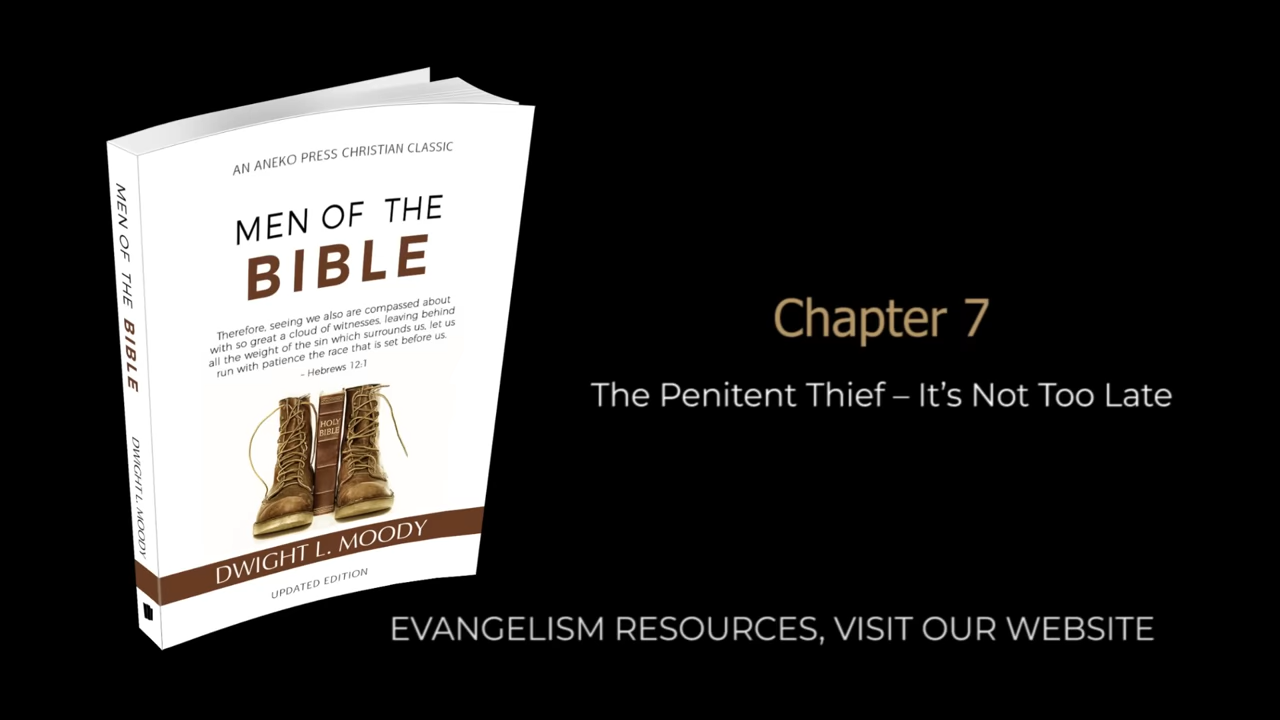 AN ANEKO PRESS CHRISTIAN CLASSIC
MEN OF THE
BIBLE
Therefore, seeing we also are compassed about
with so great a cloud of witnesses, leaving behind
all the weight of the sin which surrounds us, let us
run with patience the race that is set before us.
– Hebrews 12:1
HOLY
BIBLE
DWIGHT L. MOODY
UPDATED EDITION
MEN OF THE BIBLE
DWIGHT L. MOODY
Chapter 7
The Penitent Thief – It’s Not Too Late
EVANGELISM RESOURCES, VISIT OUR WEBSITE